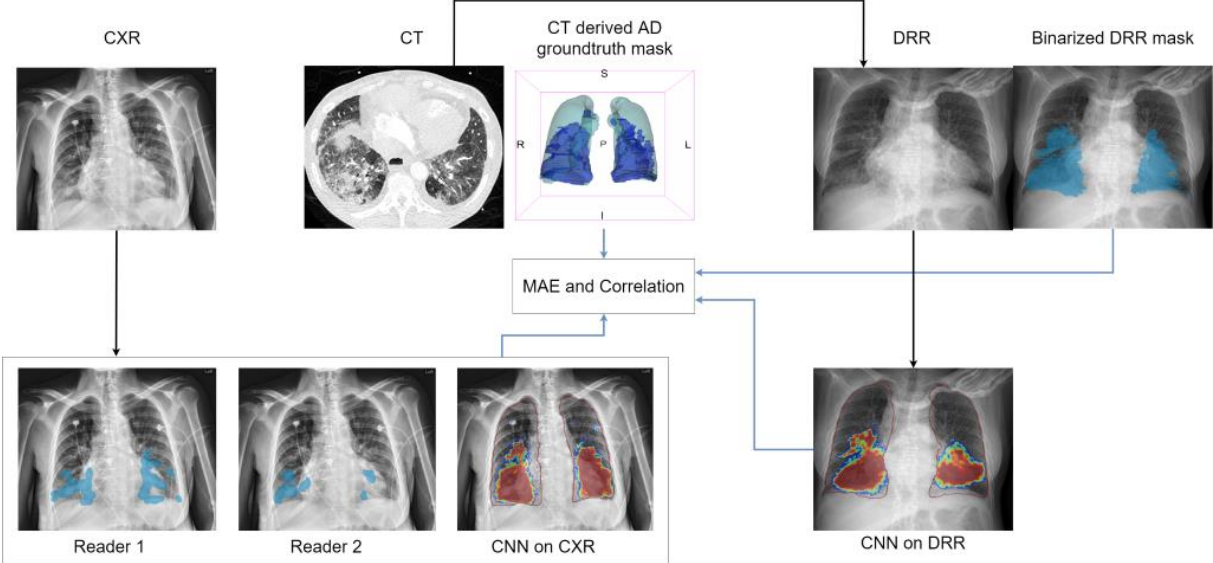 CXR
CT
CT derived AD
groundtruth mask
DRR
Binarized DRR mask
S
R
P
L
I
MAE and Correlation
Reader 1
Reader 2
CNN on CXR
CNN on DRR